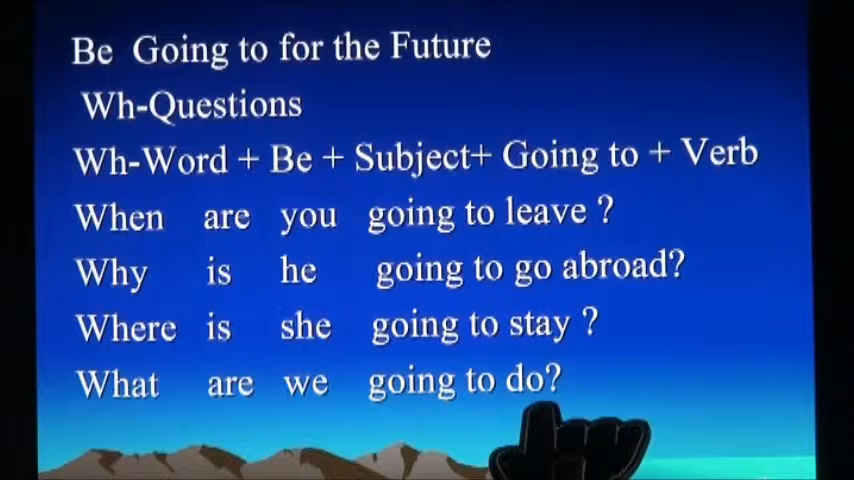 Be Going to for the Future
Wh-Questions
Wh-Word + Be + Subject+ Going to + Verb
When are you going to leave ?
Why is he going to go abroad?
Where is she going to stay ?
What are we going to do?